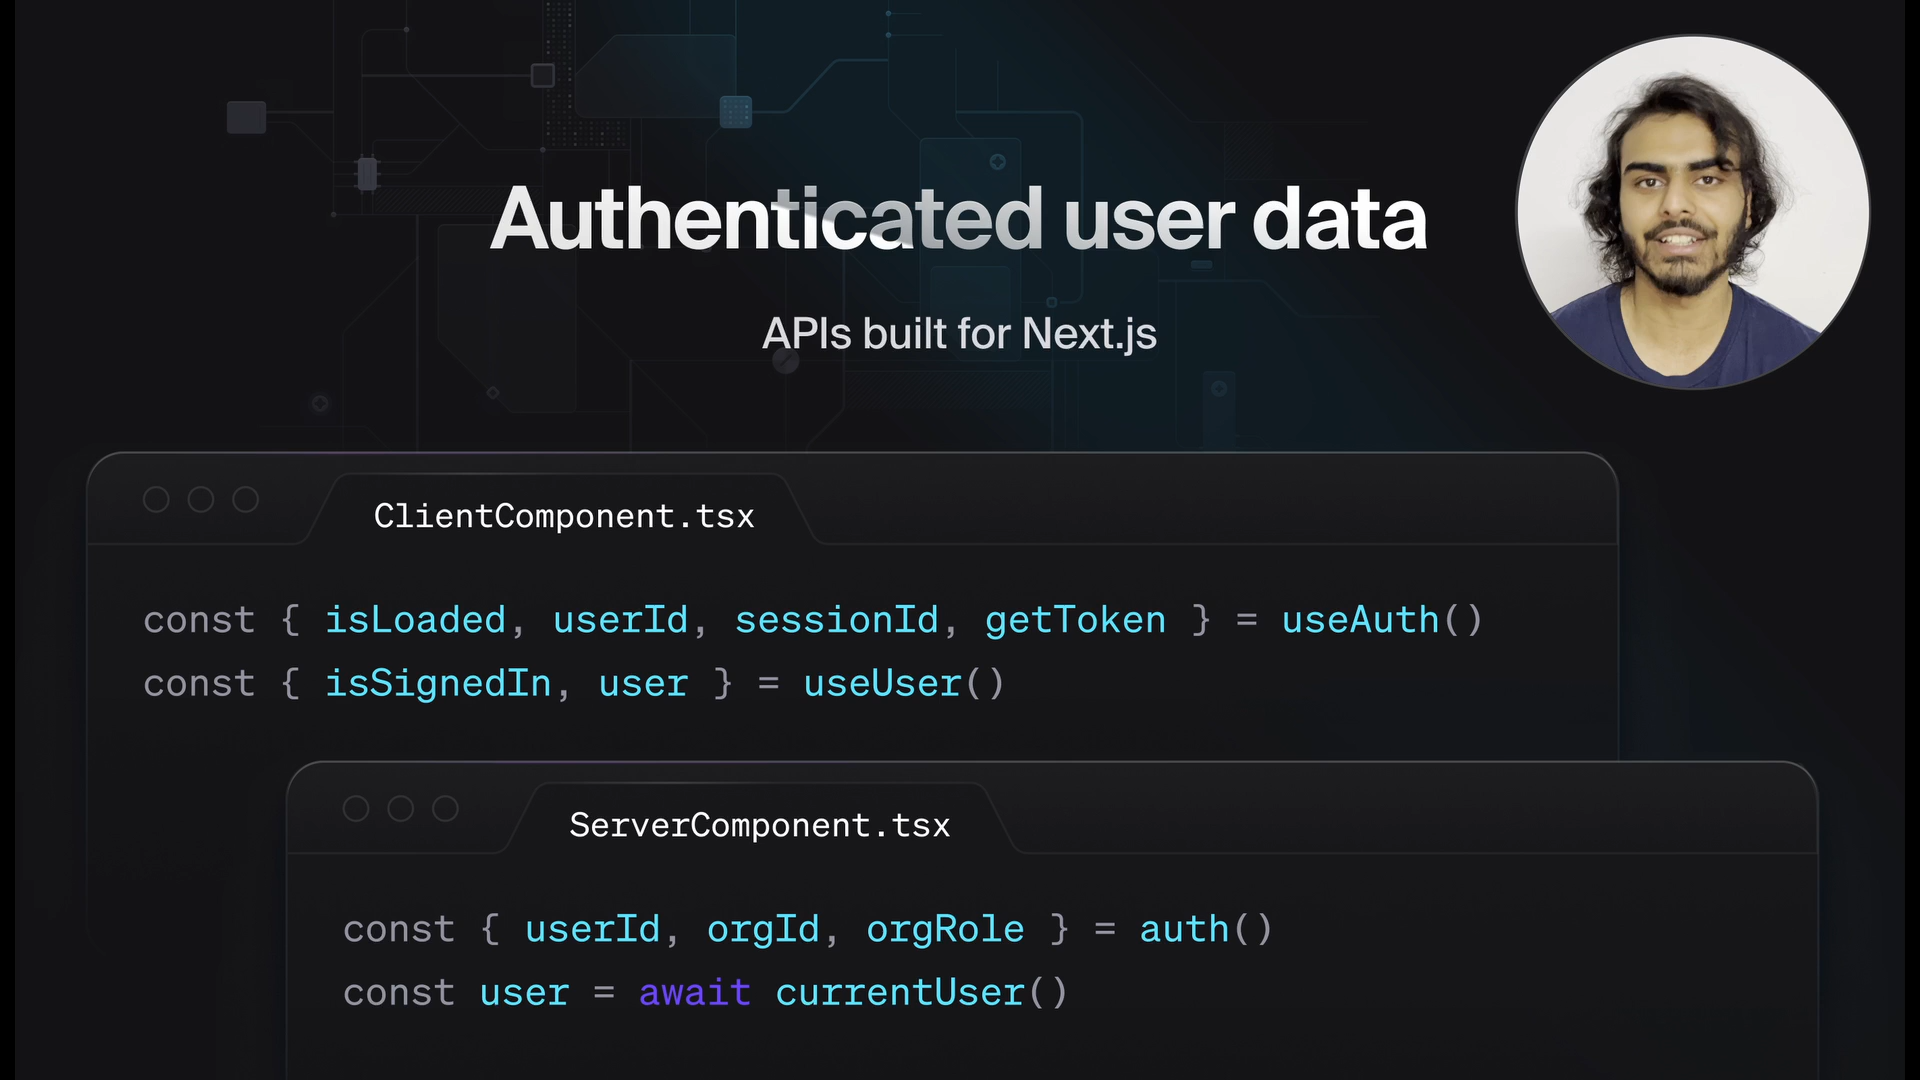 Authenticated user data
APIs built for Next.js
ClientComponent.tsx
const { isLoaded, userId, sessionId, getToken } = useAuth()
const { isSignedIn, user } = useUser()
ServerComponent.tsx
const { userId, orgId, orgRole } = auth()
const user = await currentUser()